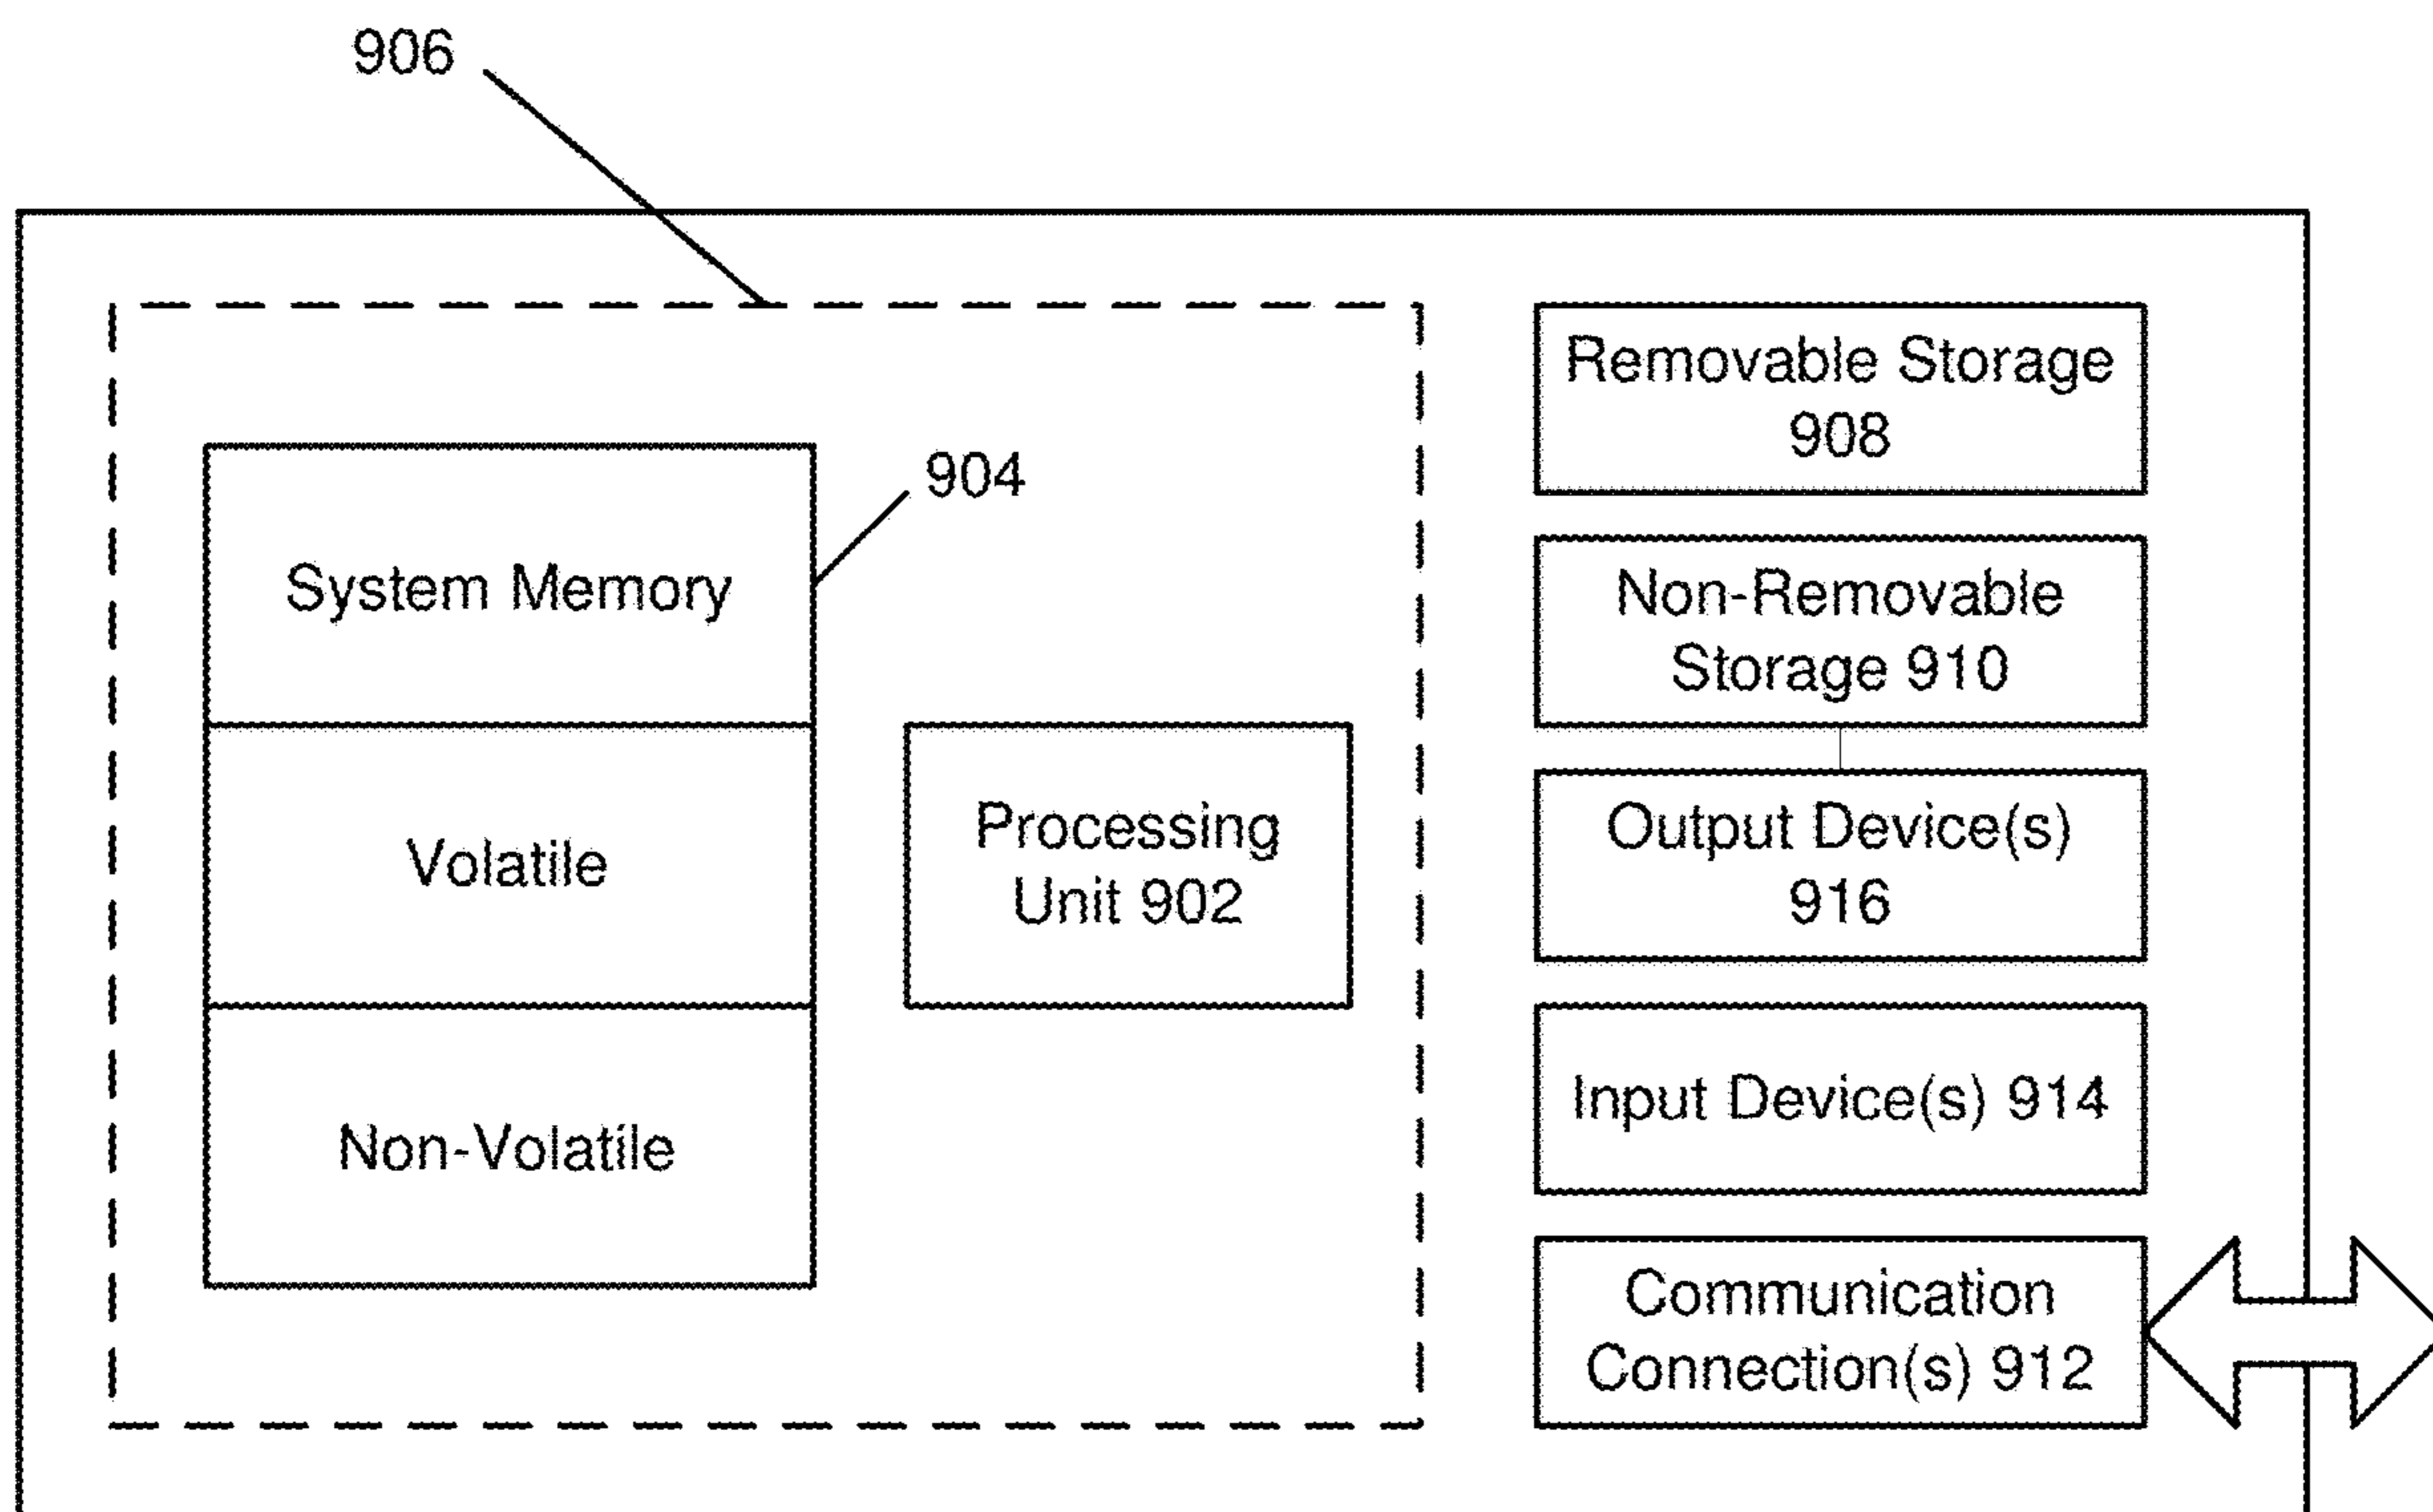 906
904
System Memory
Volatile
Non-Volatile
Processing
Unit 902
Removable Storage
908
Non-Removable
Storage 910
Output Device(s)
916
Input Device(s) 914
Communication
Connection(s) 912